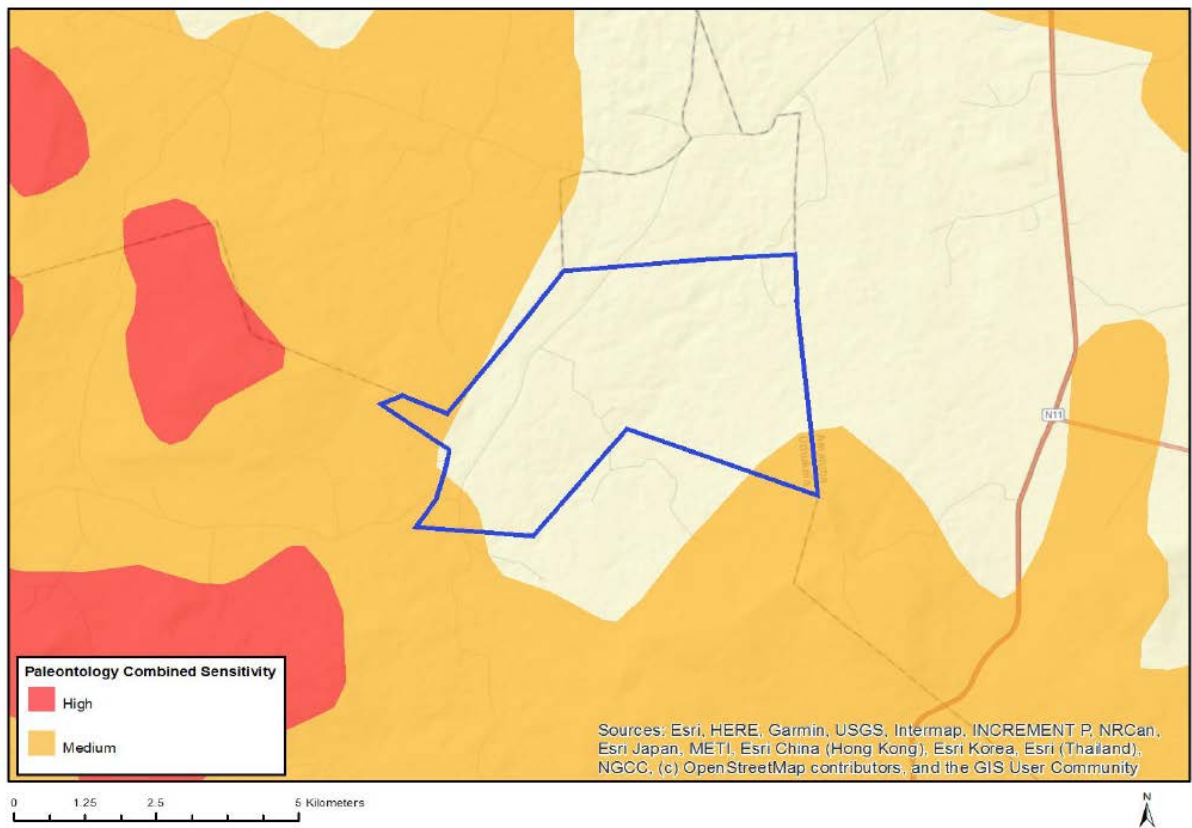 N11
Paleontology Combined Sensitivity
High
Medium
Sources: Esri, HERE, Garmin, USGS, Intermap, INCREMENT P, NRCan,
Esri Japan, METI, Esri China (Hong Kong), Esri Korea, Esri (Thailand),
NGCC, (c) OpenStreetMap contributors, and the GIS User Community
0 1.25 2.5 5 Kilometers
N